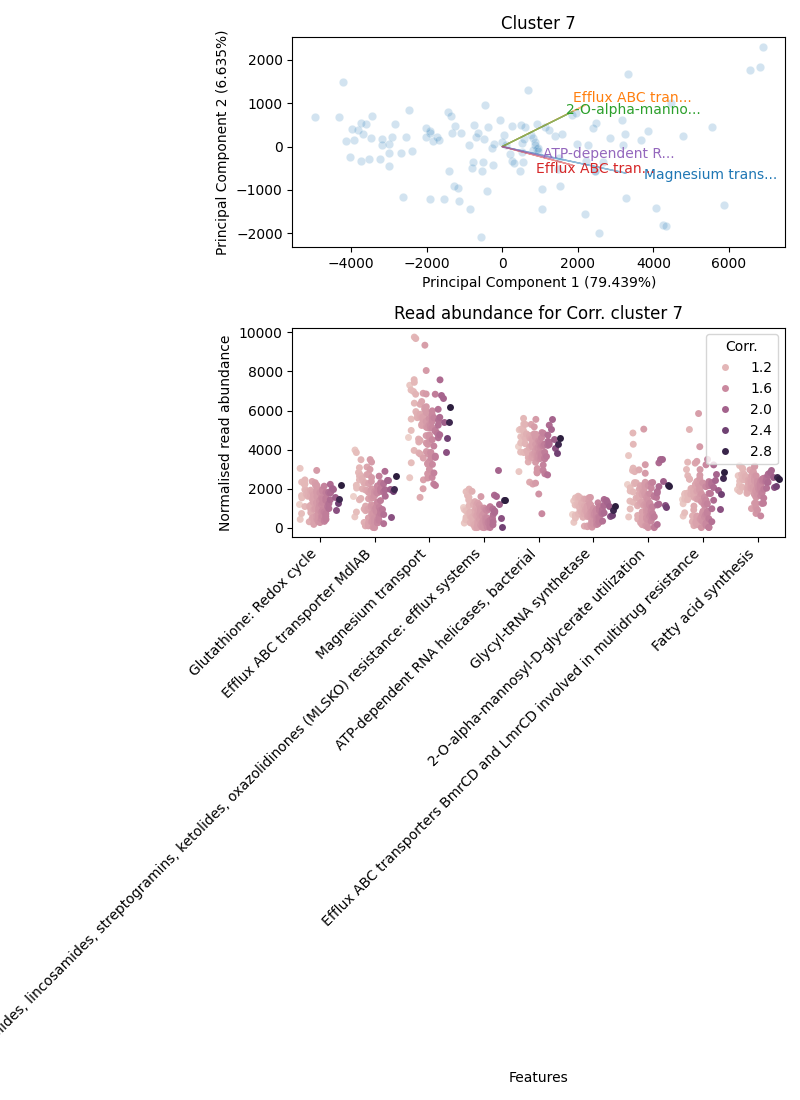 Cluster 7
Principal Component 2 (6.635%)
2000
1000
0
−1000
−2000
Efflux ABC tran...
2-O-alpha-manno...
ATP-dependent R...
Efflux ABC tran...
Magnesium trans...
−4000 −2000 0 2000 4000 6000
Principal Component 1 (79.439%)
Read abundance for Corr. cluster 7
Normalised read abundance
10000
8000
6000
4000
2000
0
Corr.
1.2
1.6
2.0
2.4
2.8
Glutathione: Redox cycle
Efflux ABC transporter MdlAB
Magnesium transport
lincosamides, streptogramins, ketolides, oxazolidinones (MLSKO) resistance: efflux systems
ATP-dependent RNA helicases, bacterial
Glycyl-tRNA synthetase
2-O-alpha-mannosyl-D-glycerate utilization
Efflux ABC transporters BmrCD and LmrCD involved in multidrug resistance
Fatty acid synthesis
Features